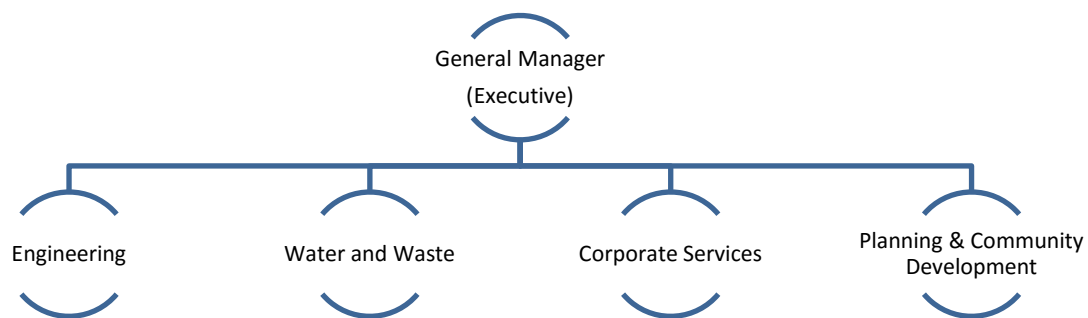 General Manager
(Executive)
Engineering
Water and Waste
Corporate Services
Planning & Community
Development